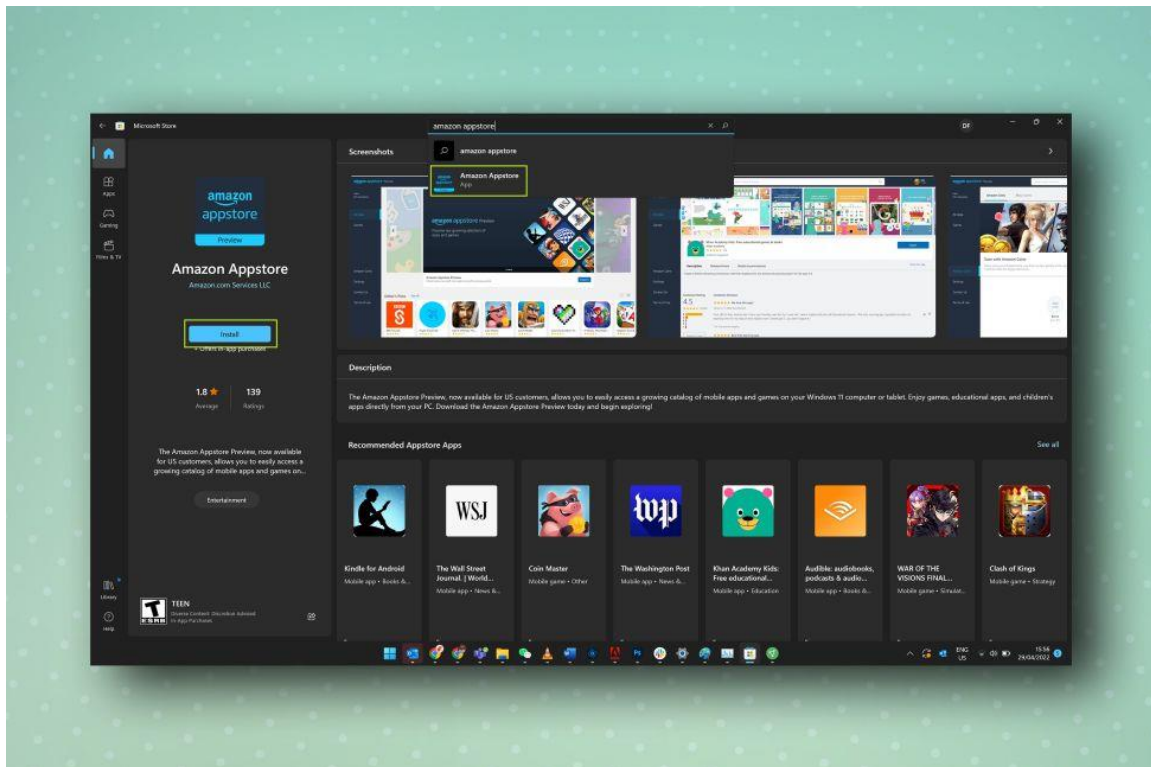 Microsoft Store
amazon appstore
DF
amazon appstore
Amazon Appstore
App
Apps
Gaming
Films & TV
Library
Help
amazon
appstore
Preview
Amazon Appstore
Amazon.com Services LLC
Install
+ Offers in-app purchases
1.8
139
Average
Ratings
The Amazon Appstore Preview, now available
for US customers, allows you to easily access a
growing catalog of mobile apps and games on...
Entertainment
TEEN
Diverse Content: Discretion Advised
In-App Purchases
ESRB
Screenshots
amazon appstore Preview
4.5
Description
The Amazon Appstore Preview, now available for US customers, allows you to easily access a growing catalog of mobile apps and games on your Windows 11 computer or tablet. Enjoy games, educational apps, and children's
apps directly from your PC. Download the Amazon Appstore Preview today and begin exploring!
Recommended Appstore Apps
See all
WSJ
wp
Kindle for Android
Mobile app • Books &...
The Wall Street
Journal. | World...
Mobile app • News &...
Coin Master
Mobile game • Other
The Washington Post
Mobile app • News &...
Khan Academy Kids:
Free educational...
Mobile app • Education
Audible: audiobooks,
podcasts & audio...
Mobile app • Books &...
WAR OF THE
VISIONS FINAL...
Mobile game • Simulat...
Clash of Kings
Mobile game • Strategy
ENG
US
15:56
29/04/2022